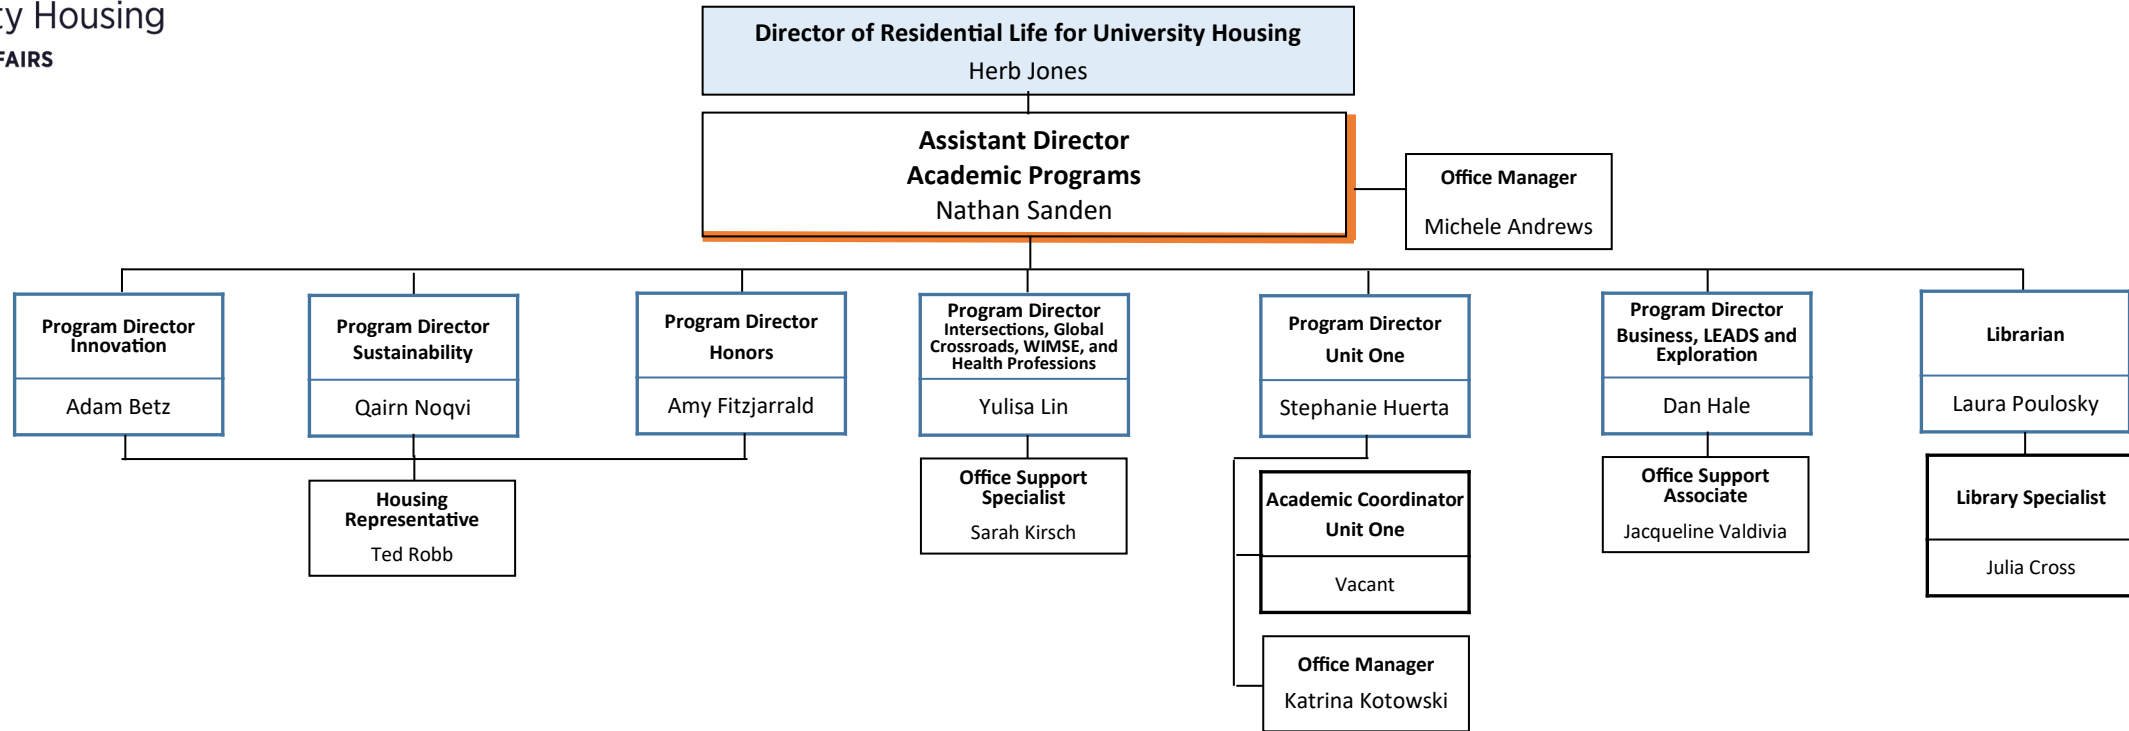 ty Housing
FAIRS
Director of Residential Life for University Housing
Herb Jones
Assistant Director
Academic Programs
Nathan Sanden
Office Manager
Michele Andrews
Program Director
Innovation
Adam Betz
Program Director
Sustainability
Qairn Noqvi
Program Director
Honors
Amy Fitzjarrald
Program Director
Intersections, Global
Crossroads, WIMSE, and
Health Professions
Yulisa Lin
Program Director
Unit One
Stephanie Huerta
Program Director
Business, LEADS and
Exploration
Dan Hale
Librarian
Laura Poulosky
Housing
Representative
Ted Robb
Office Support
Specialist
Sarah Kirsch
Academic Coordinator
Unit One
Vacant
Office Manager
Katrina Kotowski
Office Support
Associate
Jacqueline Valdivia
Library Specialist
Julia Cross